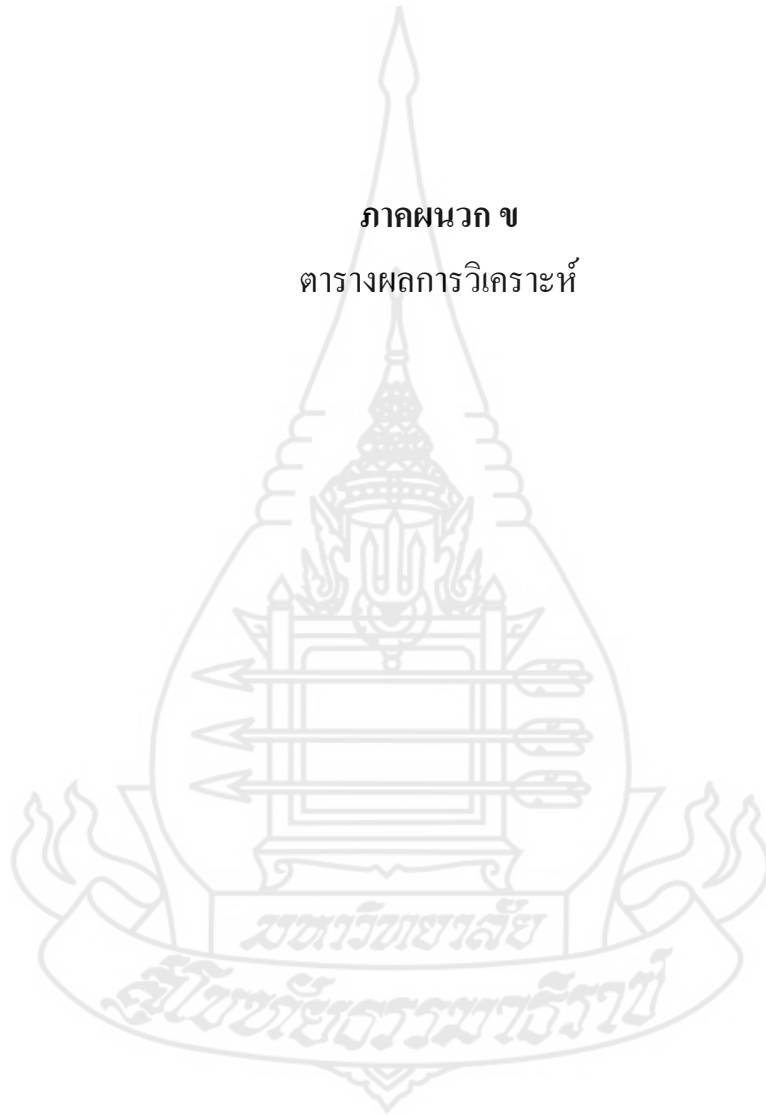 ภาคผนวก ข
ตารางผลการวิเคราะห์
มหาวิทยาลัย
สุโขทัยธรรมาธิราช